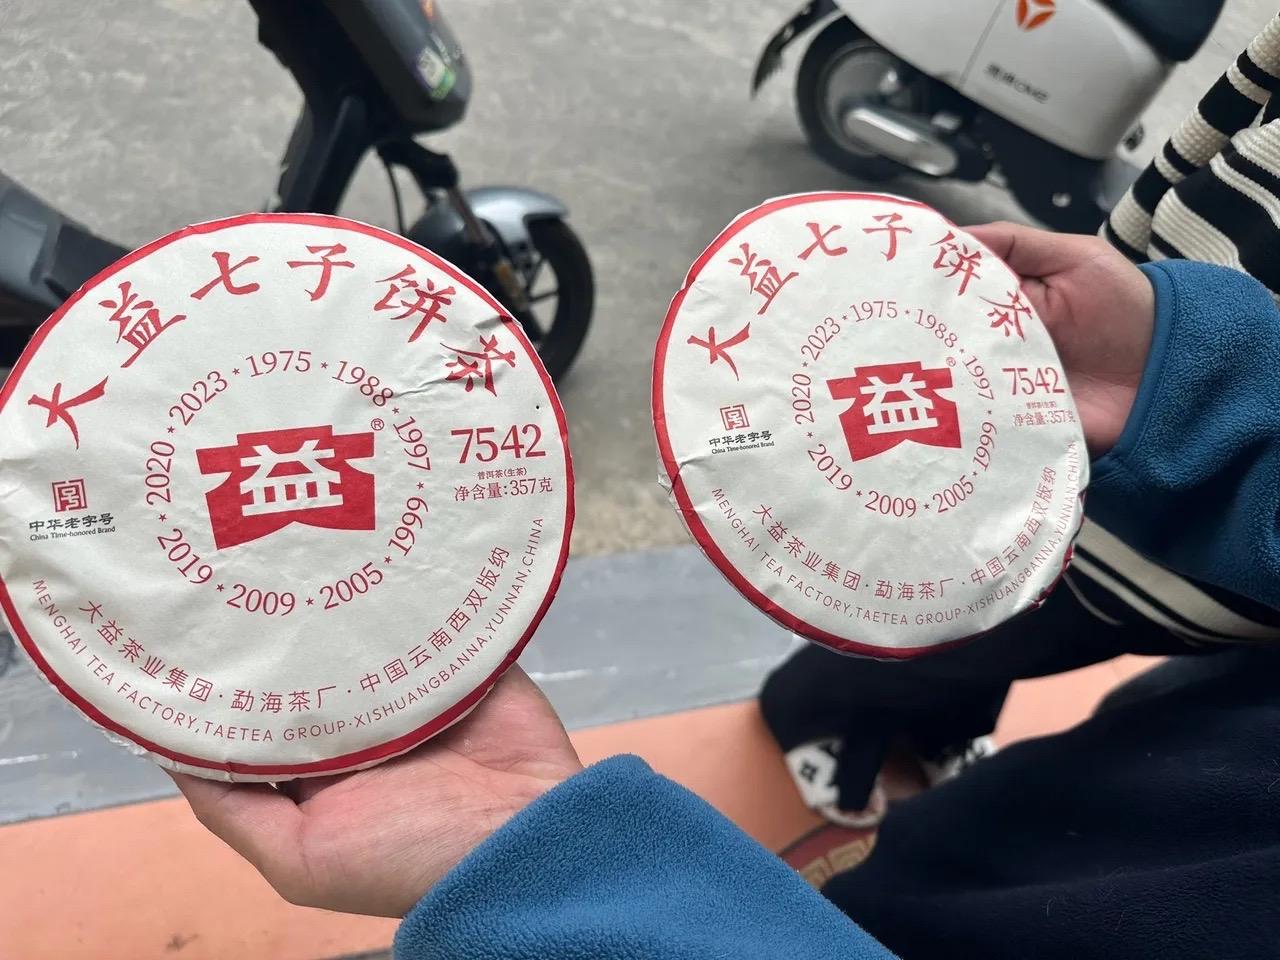 大益七子饼茶
1975 ★ 1988 ★ 1997 ★ 1999 ★ 2005 ★ 2009 ★ 2019 ★ 2020 ★ 2023 ★
益
®
7542
普洱茶(生茶)
净含量:357克
中华老字号
China Time-honored Brand
大益茶业集团·勐海茶厂·中国云南西双版纳
MENGHAI TEA FACTORY,TAETEA GROUP·XISHUANGBANNA,YUNNAN,CHINA
大益七子饼茶
1975 ★ 1988 ★ 1997 ★ 1999 ★ 2005 ★ 2009 ★ 2019 ★ 2020 ★ 2023 ★
益
®
7542
普洱茶(生茶)
净含量:357克
中华老字号
China Time-honored Brand
大益茶业集团·勐海茶厂·中国云南西双版纳
MENGHAI TEA FACTORY,TAETEA GROUP·XISHUANGBANNA,YUNNAN,CHINA